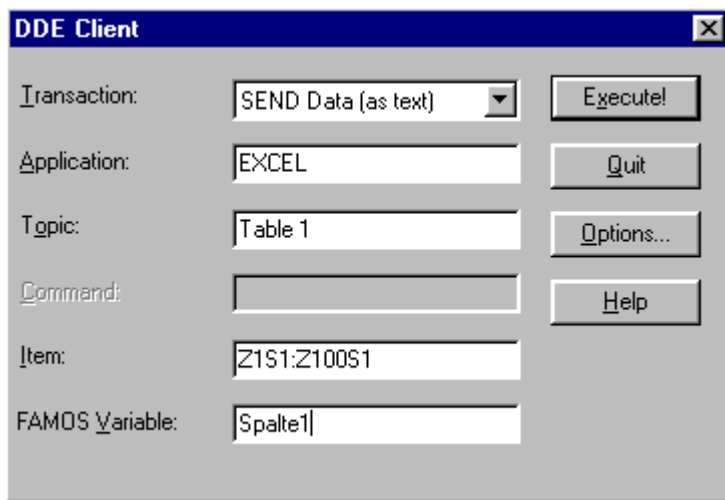 DDE Client
Transaction: SEND Data (as text) Execute!
Application: EXCEL Quit
Topic: Table 1 Options...
Command: Help
Item: Z1S1:Z100S1
FAMOS Variable: Spalte1